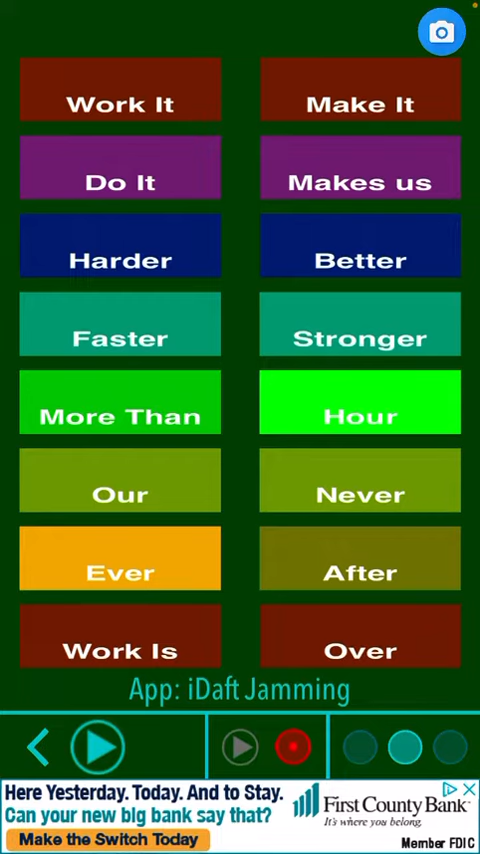 Work It
Make It
Do It
Makes us
Harder
Better
Faster
Stronger
More Than
Hour
Our
Never
Ever
After
Work Is
Over
App: iDaft Jamming
Here Yesterday. Today. And to Stay.
Can your new big bank say that?
Make the Switch Today
First County Bank
It's where you belong.
Member FDIC